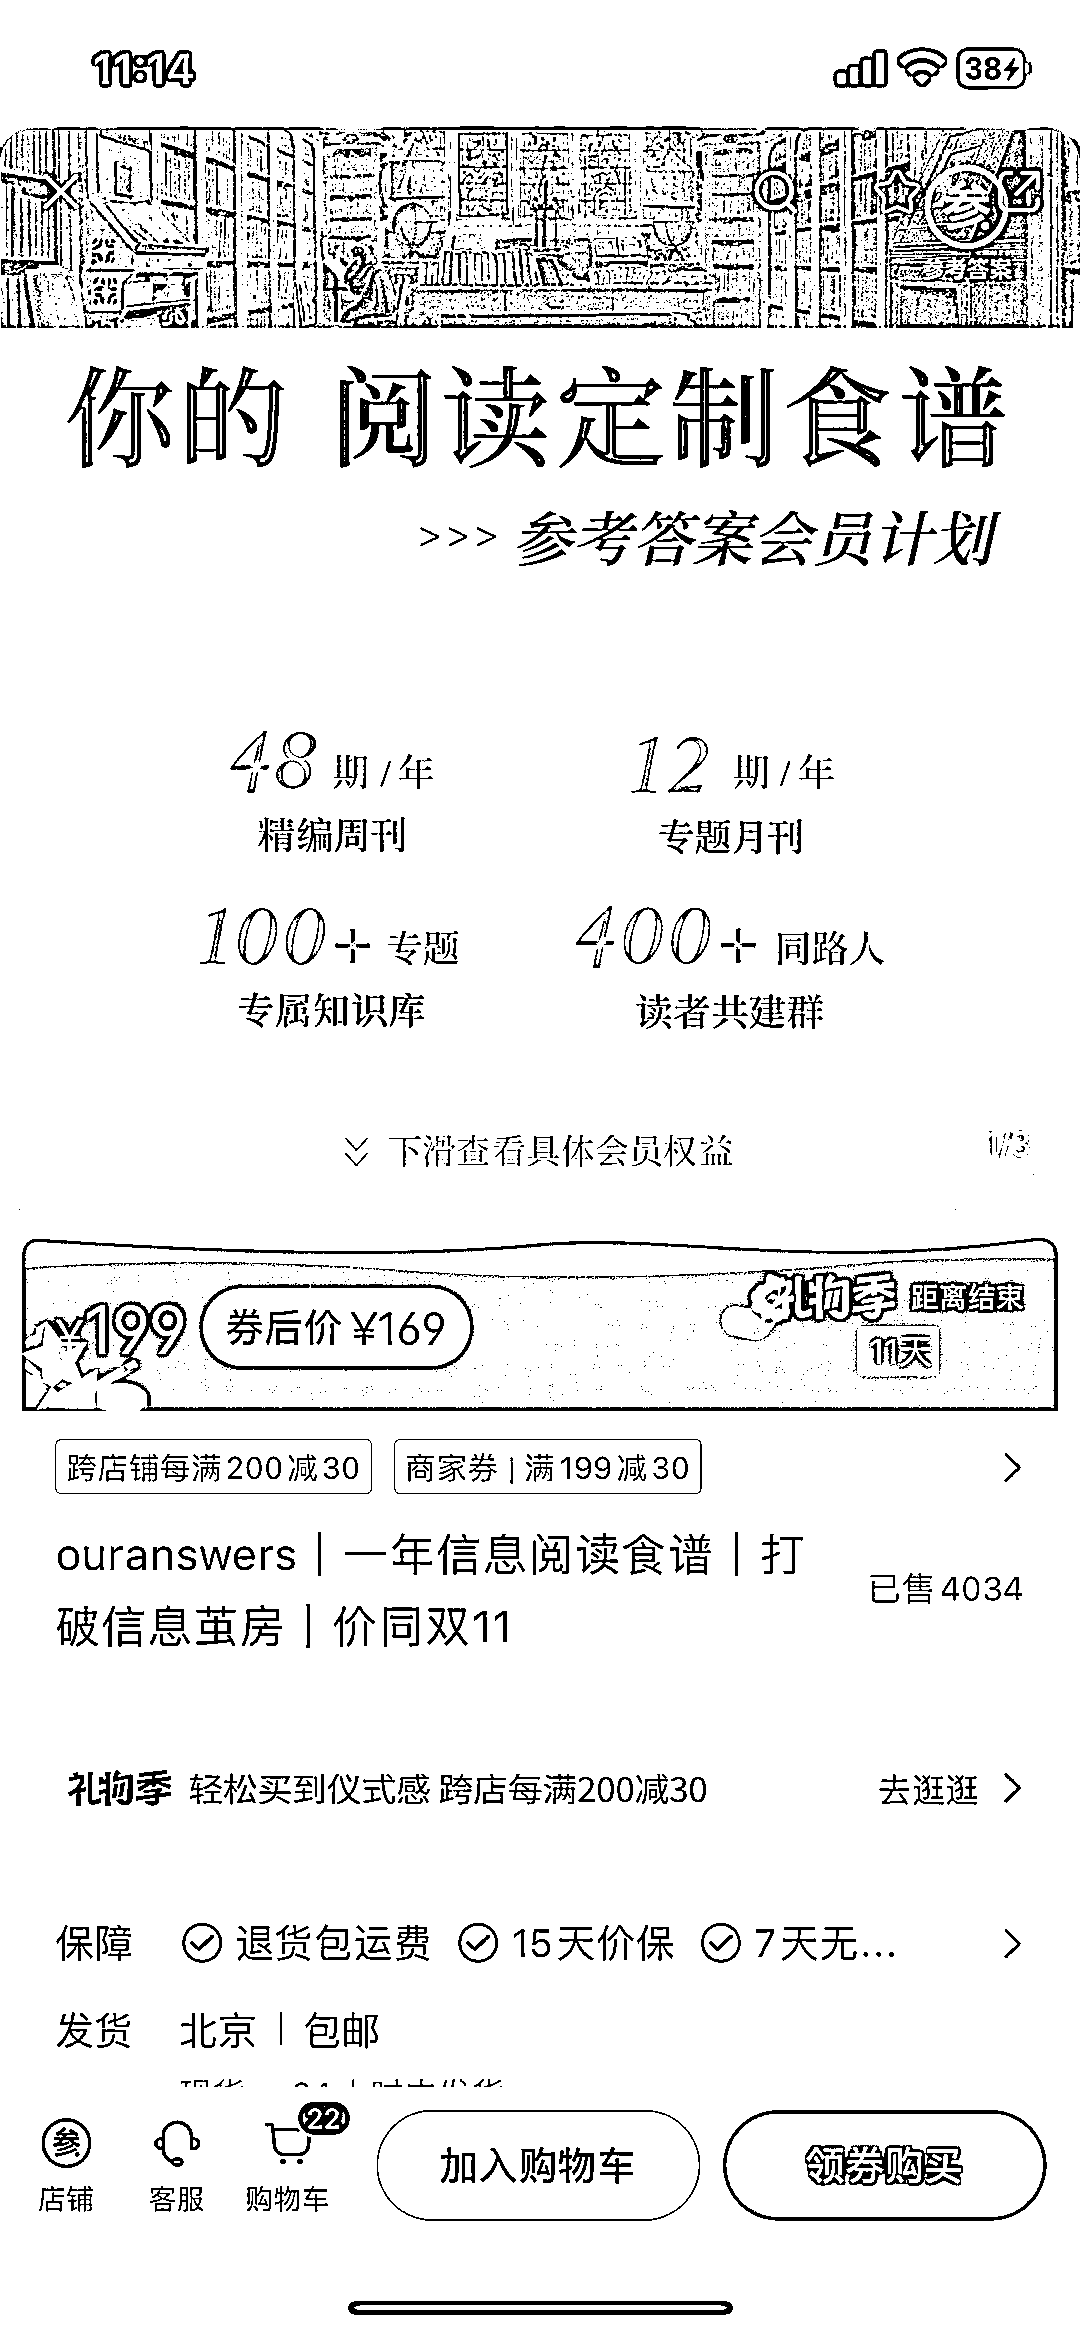 11:14
38
参
参考答案
你的 阅读定制食谱
>>> 参考答案会员计划
48 期/年
12 期/年
精编周刊
专题月刊
100+ 专题
400+ 同路人
专属知识库
读者共建群
下滑查看具体会员权益
1/3
¥199
券后价 ¥169
礼物季
距离结束
11天
跨店铺每满200减30
商家券 | 满199减30
ouranswers｜一年信息阅读食谱｜打
破信息茧房｜价同双11
已售4034
礼物季 轻松买到仪式感 跨店每满200减30
去逛逛
保障
退货包运费
15天价保
7天无...
发货
北京 | 包邮
22
参
店铺
客服
购物车
加入购物车
领券购买